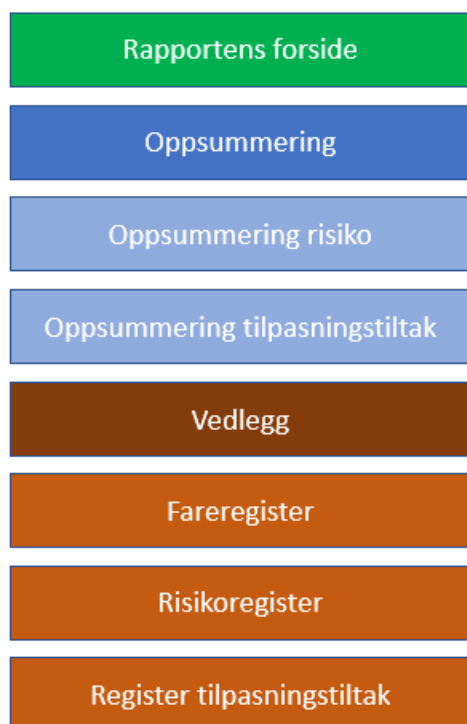 Rapportens forside
Oppsummering
Oppsummering risiko
Oppsummering tilpasningstiltak
Vedlegg
Fareregister
Risikoregister
Register tilpasningstiltak